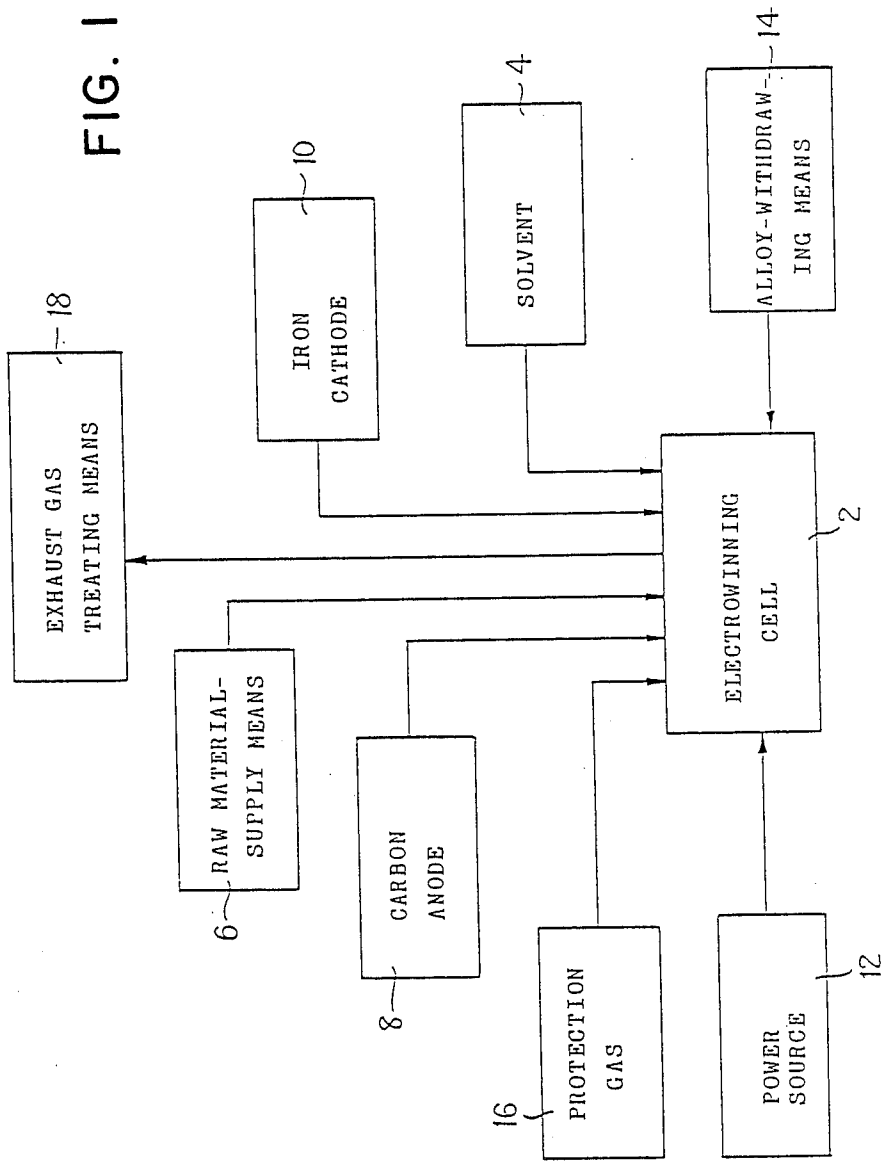 FIG. 1
18
EXHAUST GAS
TREATING MEANS
10
IRON
CATHODE
4
SOLVENT
14
ALLOY-WITHDRAW-
ING MEANS
6
RAW MATERIAL-
SUPPLY MEANS
8
CARBON
ANODE
16
PROTECTION
GAS
12
POWER
SOURCE
ELECTROWINNING
CELL
2